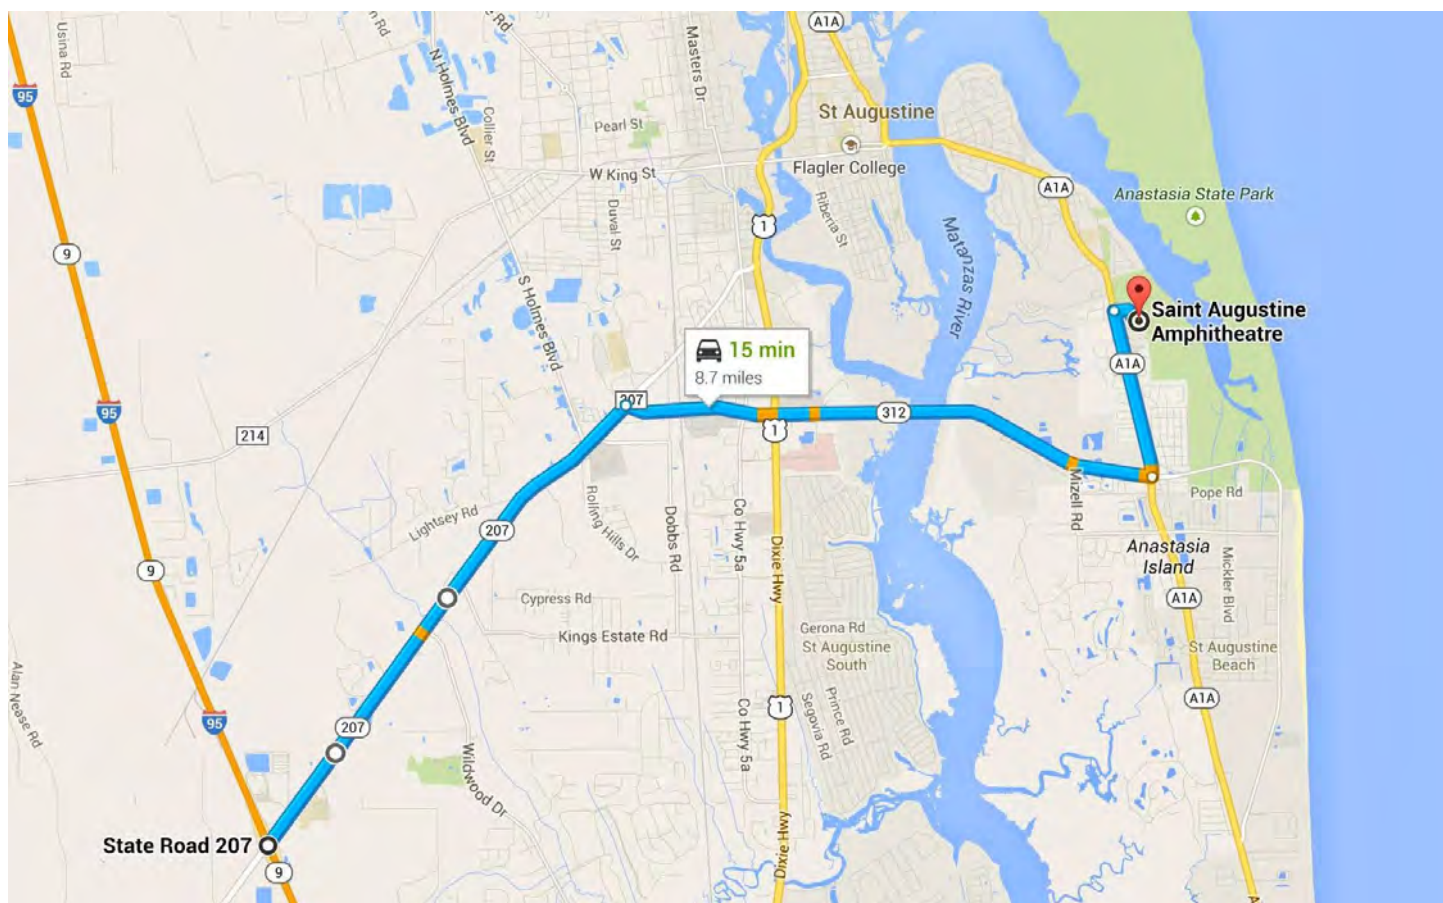 A1A
Usina Rd
Rd
m Rd
N Holmes Blvd
Masters Dr
95
Collier St
Pearl St
St Augustine
W King St
Flagler College
A1A
Anastasia State Park
Duval St
Riberia St
Matanzas River
1
9
S Holmes Blvd
Saint Augustine
Amphitheatre
15 min
8.7 miles
A1A
95
207
312
214
1
Mizell Rd
Pope Rd
Lightsey Rd
207
Rolling Hills Dr
Dobbs Rd
Co Hwy 5a
Dixie Hwy
Anastasia
Island
Mickler Blvd
9
Cypress Rd
A1A
Kings Estate Rd
Gerona Rd
St Augustine
South
St Augustine
Beach
Alan Nease Rd
95
207
1
Prince Rd
Segovia Rd
A1A
Co Hwy 5a
Wildwood Dr
State Road 207
Dixie Hwy
9
A